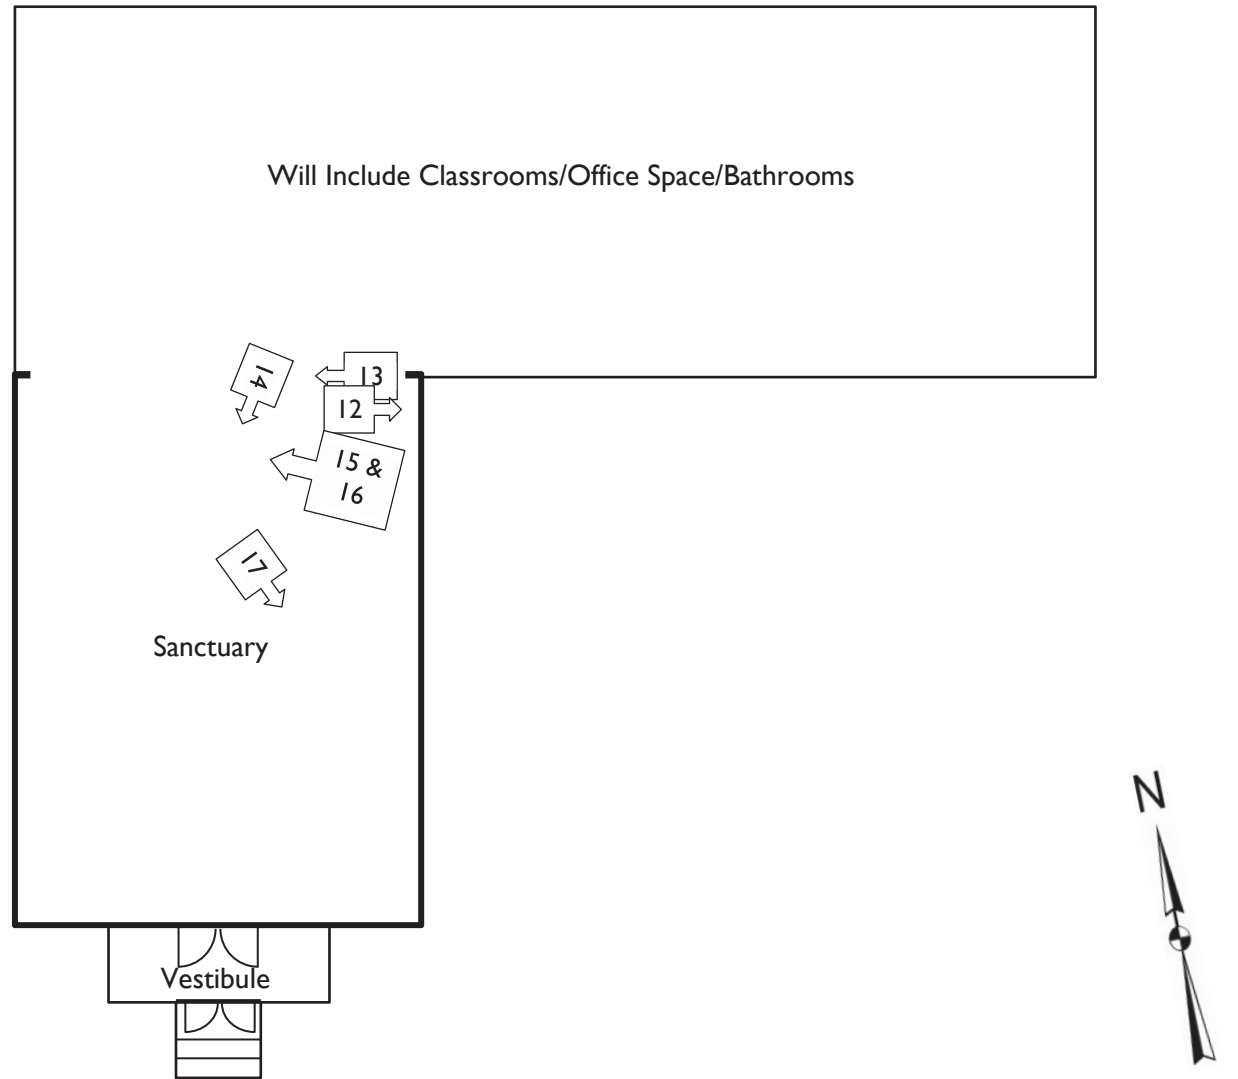 Will Include Classrooms/Office Space/Bathrooms
14
13
12
15 &
16
17
Sanctuary
N
Vestibule